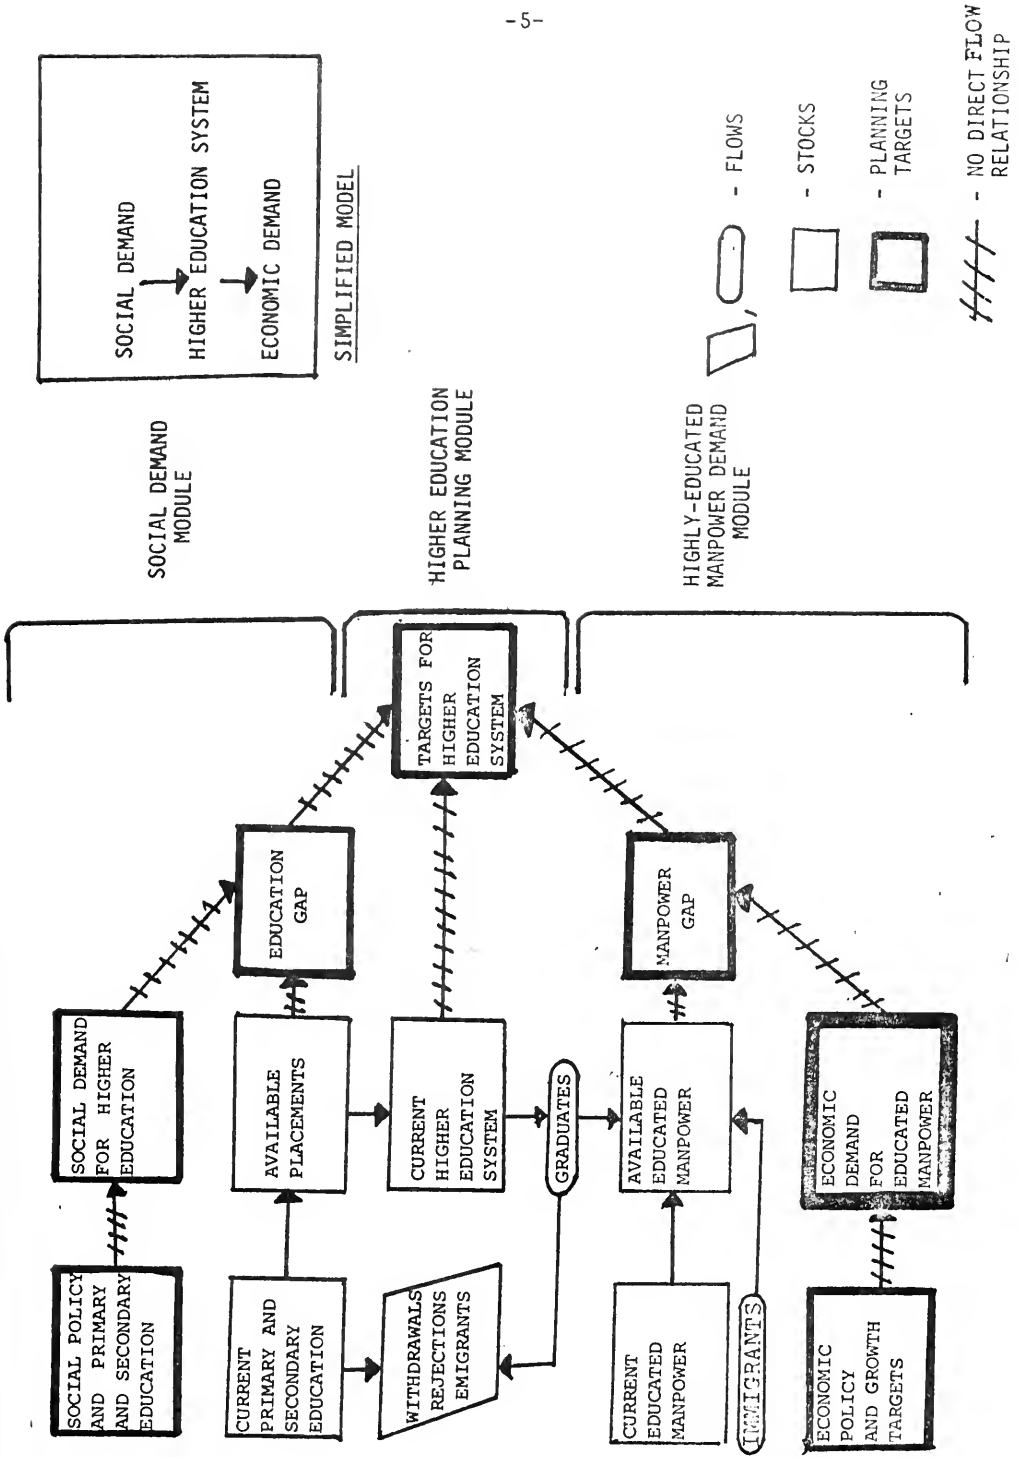 -5-
SOCIAL DEMAND
HIGHER EDUCATION SYSTEM
ECONOMIC DEMAND
SIMPLIFIED MODEL
SOCIAL DEMAND
MODULE
HIGHER EDUCATION
PLANNING MODULE
HIGHLY-EDUCATED
MANPOWER DEMAND
MODULE
, - FLOWS
- STOCKS
- PLANNING
TARGETS
- NO DIRECT FLOW
RELATIONSHIP
SOCIAL POLICY
AND PRIMARY
AND SECONDARY
EDUCATION
SOCIAL DEMAND
FOR HIGHER
EDUCATION
CURRENT
PRIMARY AND
SECONDARY
EDUCATION
AVAILABLE
PLACEMENTS
EDUCATION
GAP
WITHDRAWALS
REJECTIONS
EMIGRANTS
CURRENT
HIGHER
EDUCATION
SYSTEM
TARGETS FOR
HIGHER
EDUCATION
SYSTEM
GRADUATES
CURRENT
EDUCATED
MANPOWER
AVAILABLE
EDUCATED
MANPOWER
MANPOWER
GAP
IMMIGRANTS
ECONOMIC
POLICY
AND GROWTH
TARGETS
ECONOMIC
DEMAND
FOR
EDUCATED
MANPOWER